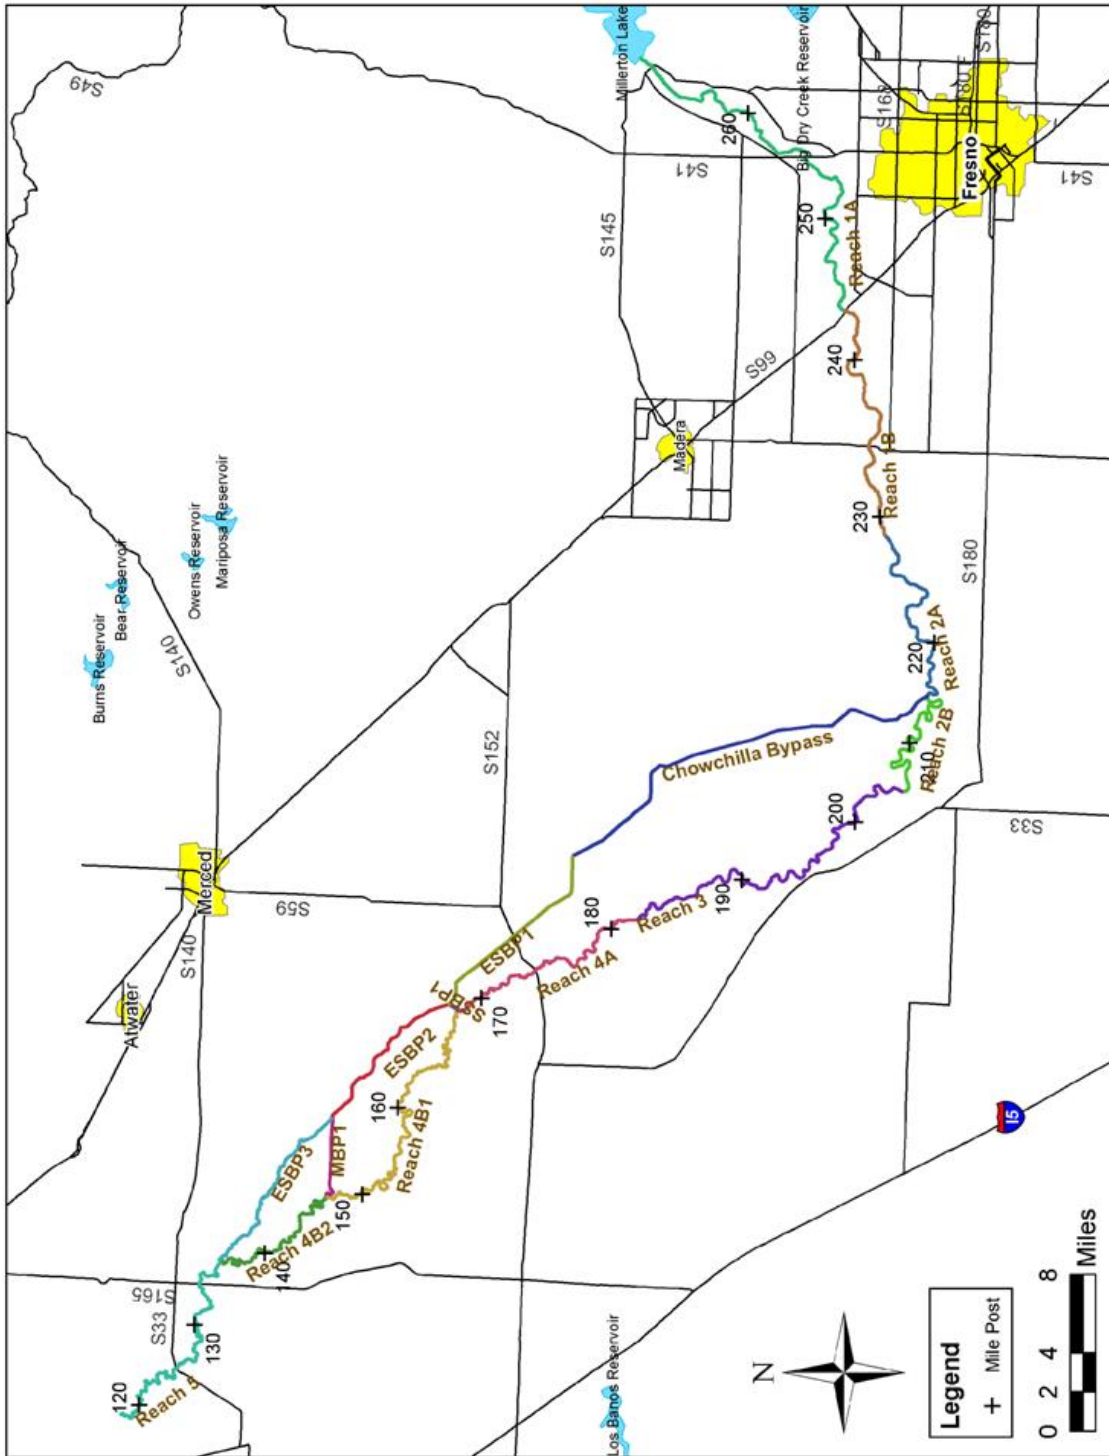 S49
Millerton Lake
Big Dry Creek Reservoir
S168
S180
S180
Fresno
S41
S41
S145
260
250
Reach 1A
240
S99
Madera
Reach 1B
230
S180
220
Reach 2A
210
Reach 2B
Chowchilla Bypass
200
S33
190
Reach 3
180
Reach 4A
170
SSBP1
ESBP1
S152
Burns Reservoir
Bear Reservoir
Owens Reservoir
Mariposa Reservoir
S140
Merced
S59
S140
Atwater
ESBP2
160
Reach 4B1
MBP1
ESBP3
150
Reach 4B2
140
S165
S33
130
120
Reach 5
Los Banos Reservoir
I5
N
Legend
Mile Post
0 2 4 8
Miles